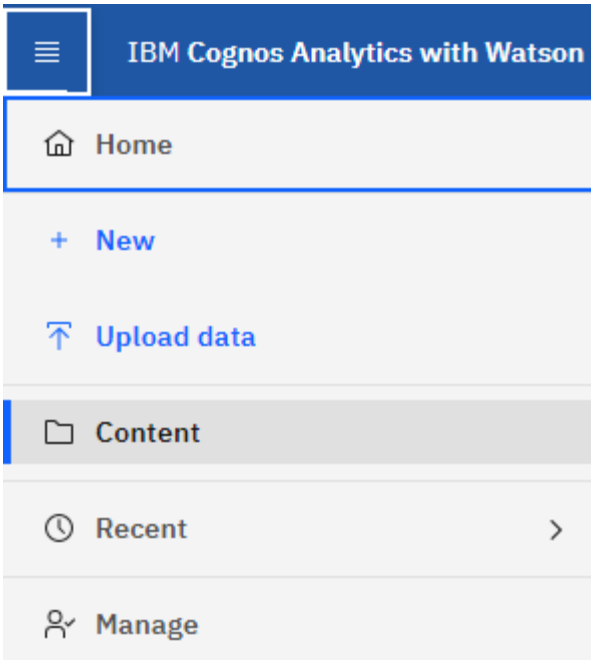 IBM Cognos Analytics with Watson
Home
New
Upload data
Content
Recent
Manage